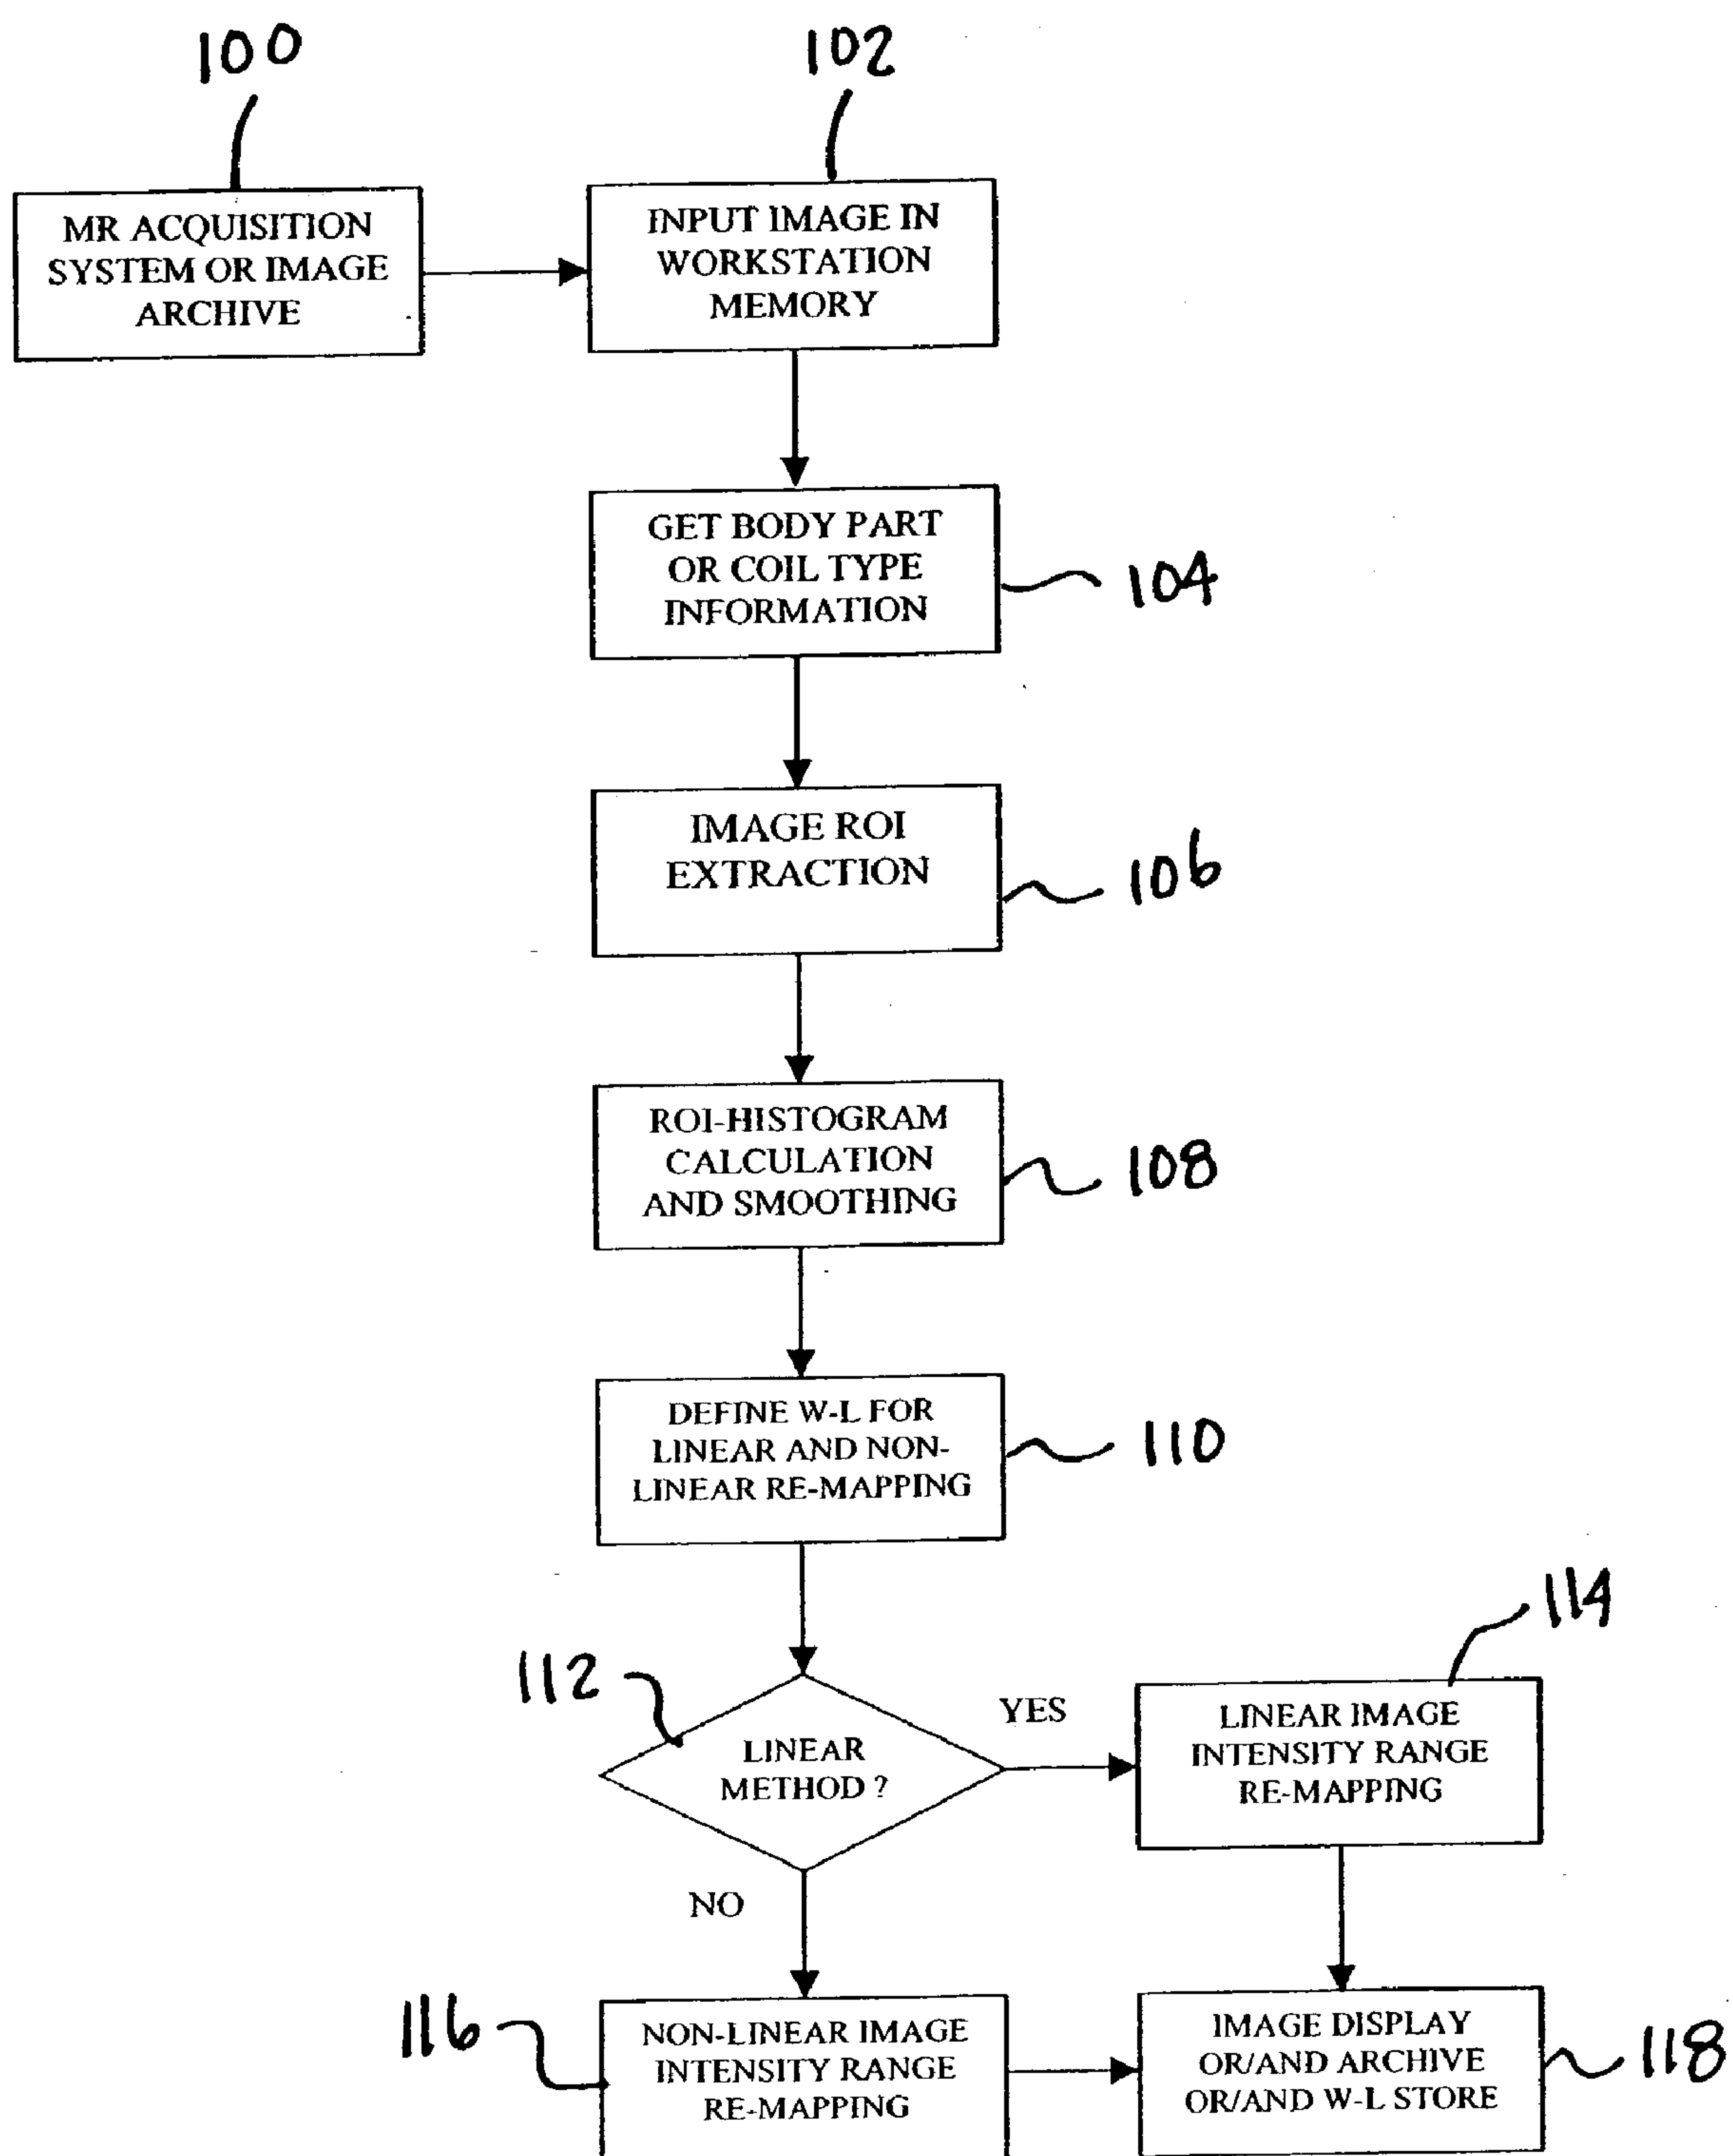 100
102
MR ACQUISITION
SYSTEM OR IMAGE
ARCHIVE
INPUT IMAGE IN
WORKSTATION
MEMORY
GET BODY PART
OR COIL TYPE
INFORMATION
104
IMAGE ROI
EXTRACTION
106
ROI-HISTOGRAM
CALCULATION
AND SMOOTHING
108
DEFINE W-L FOR
LINEAR AND NON-
LINEAR RE-MAPPING
110
112
LINEAR
METHOD ?
YES
114
LINEAR IMAGE
INTENSITY RANGE
RE-MAPPING
NO
116
NON-LINEAR IMAGE
INTENSITY RANGE
RE-MAPPING
IMAGE DISPLAY
OR/AND ARCHIVE
OR/AND W-L STORE
118